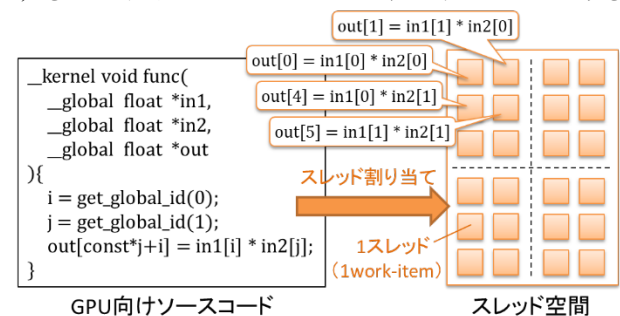 out[1] = in1[1] * in2[0]
out[0] = in1[0] * in2[0]
out[4] = in1[0] * in2[1]
out[5] = in1[1] * in2[1]
__kernel void func(
__global float *in1,
__global float *in2,
__global float *out
){
i = get_global_id(0);
j = get_global_id(1);
out[const*j+i] = in1[i] * in2[j];
}
スレッド割り当て
1スレッド
(1work-item)
GPU向けソースコード
スレッド空間